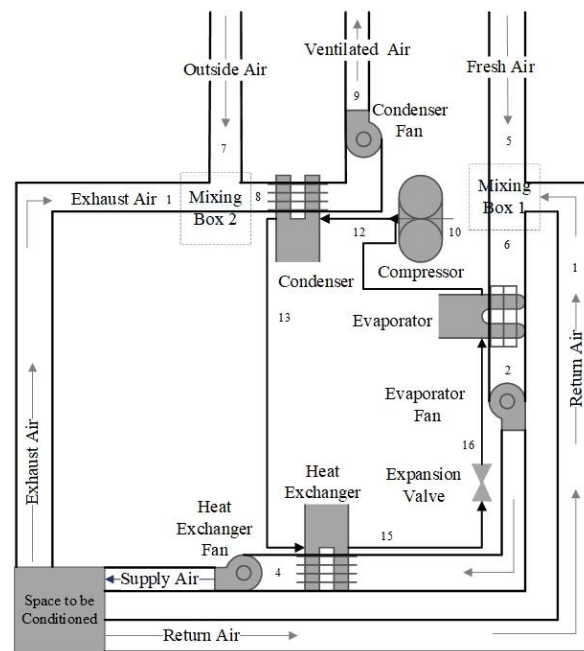 Outside Air
Ventilated Air
Fresh Air
9
Condenser
Fan
7
5
Exhaust Air
1
Mixing
Box 2
8
Mixing
Box 1
12
10
6
Condenser
Compressor
1
13
Evaporator
Return Air
2
Evaporator
Fan
Exhaust Air
16
Heat
Exchanger
Expansion
Valve
Heat
Exchanger
Fan
15
4
Supply Air
Space to be
Conditioned
Return Air